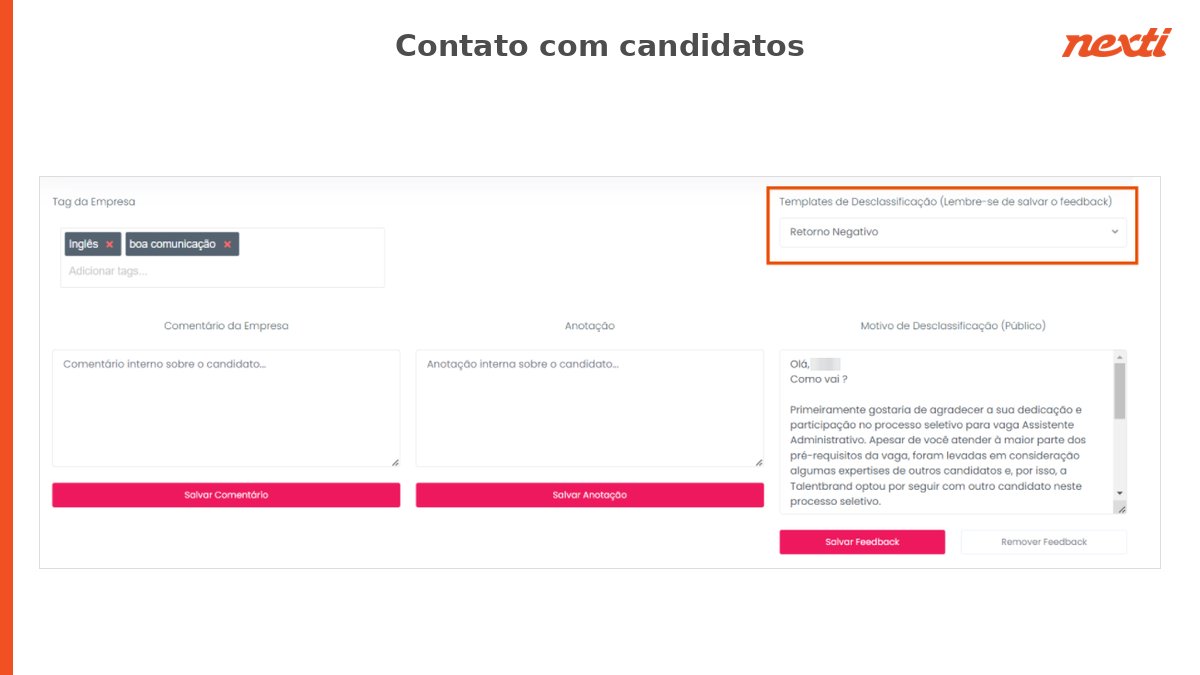 Contato com candidatos
nexti
Tag da Empresa
Templates de Desclassificação (Lembre-se de salvar o feedback)
Inglês × boa comunicação ×
Retorno Negativo
Adicionar tags...
Comentário da Empresa
Anotação
Motivo de Desclassificação (Público)
Comentário interno sobre o candidato...
Anotação interna sobre o candidato...
Olá,
Como vai ?
Primeiramente gostaria de agradecer a sua dedicação e
participação no processo seletivo para vaga Assistente
Administrativo. Apesar de você atender à maior parte dos
pré-requisitos da vaga, foram levadas em consideração
algumas expertises de outros candidatos e, por isso, a
Talentbrand optou por seguir com outro candidato neste
processo seletivo.
Salvar Comentário
Salvar Anotação
Salvar Feedback
Remover Feedback